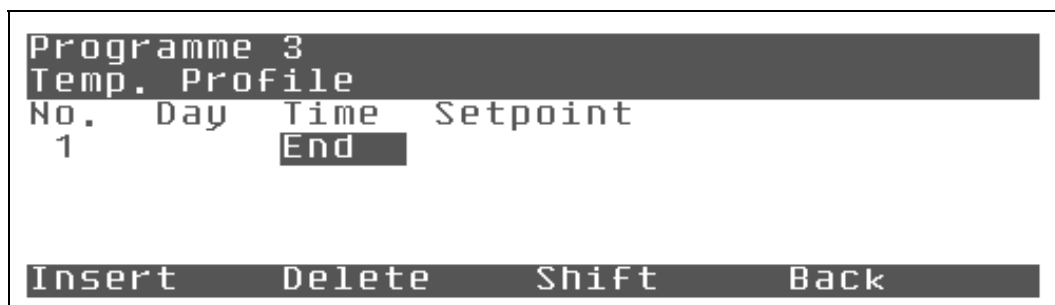 Programme 3
Temp. Profile
No. Day Time Setpoint
1 End
Insert Delete Shift Back